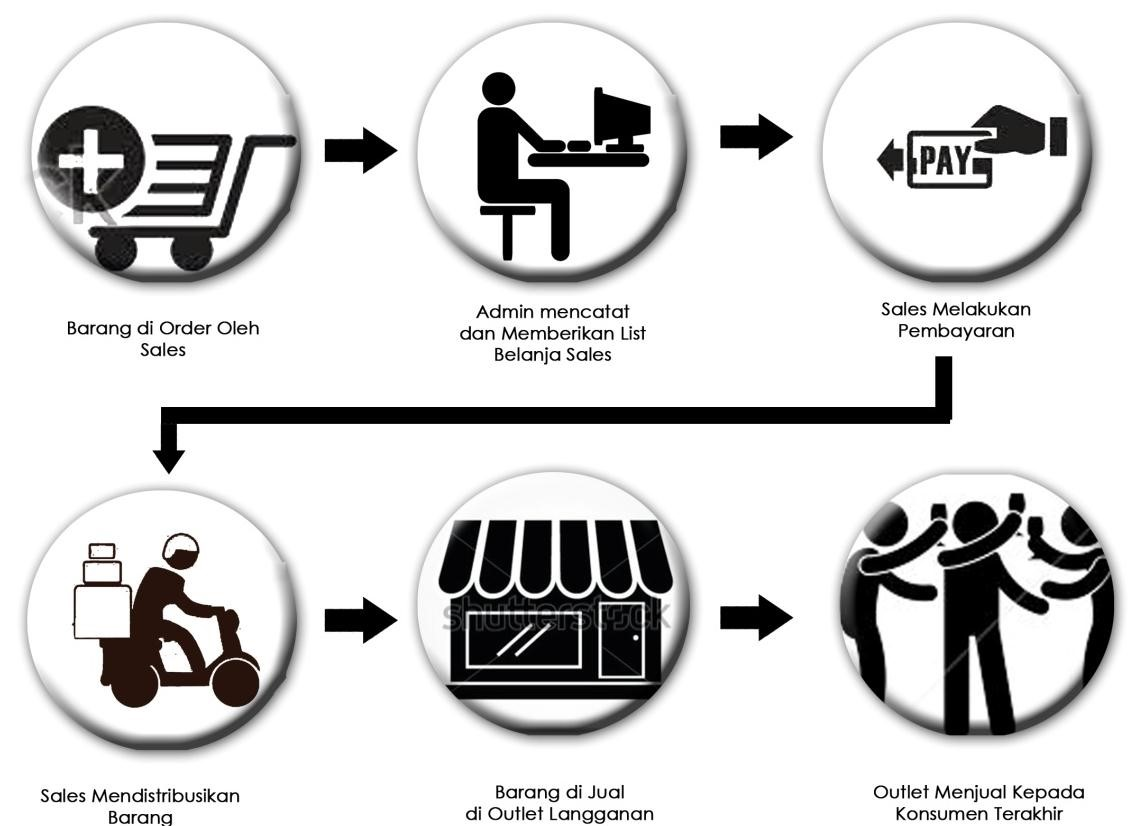 PAY
Barang di Order Oleh
Sales
Admin mencatat
dan Memberikan List
Belanja Sales
Sales Melakukan
Pembayaran
shutterstock
Sales Mendistribusikan
Barang
Barang di Jual
di Outlet Langganan
Outlet Menjual Kepada
Konsumen Terakhir